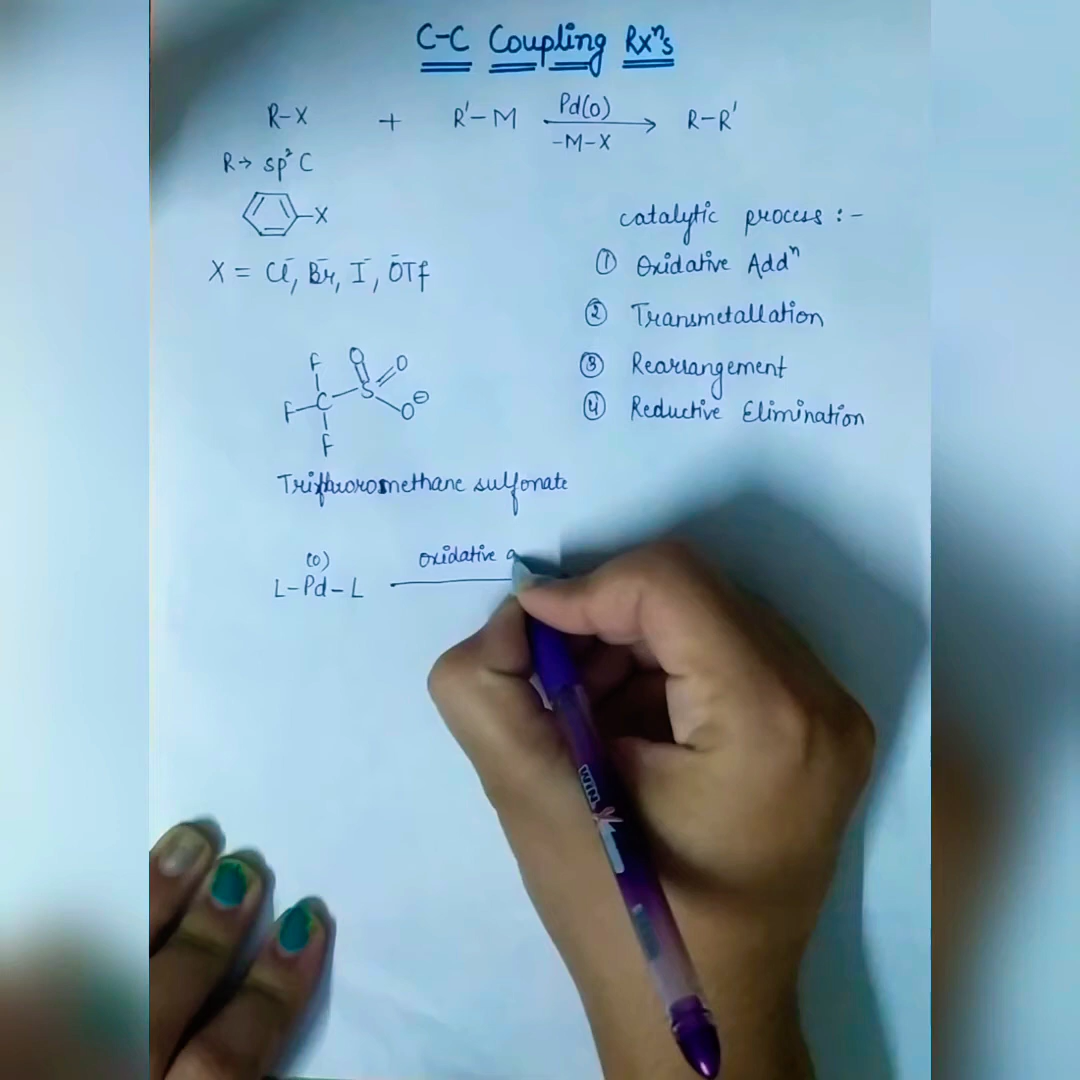 C-C Coupling Rxⁿs
R-X + R'-M Pd(0) -M-X → R-R'
R→ sp² C
X
X = Cl⁻, Br⁻, I⁻, ⁻OTf
catalytic process :-
① Oxidative Addⁿ
② Transmetallation
③ Rearrangement
④ Reductive Elimination
F O O
F C S O⊖
F
Trifluoromethane sulfonate
(0) oxidative a
L-Pd-L
WIN X